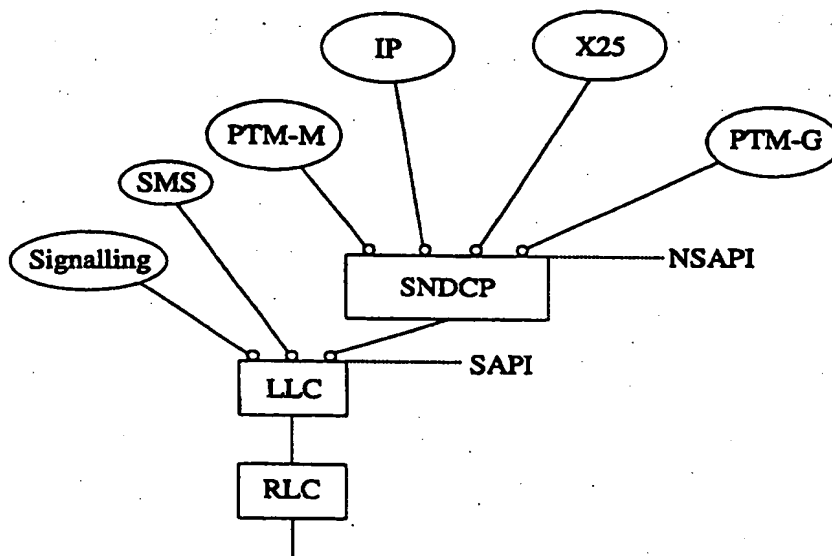 IP
X25
PTM-M
PTM-G
SMS
Signalling
NSAPI
SNDCP
SAPI
LLC
RLC